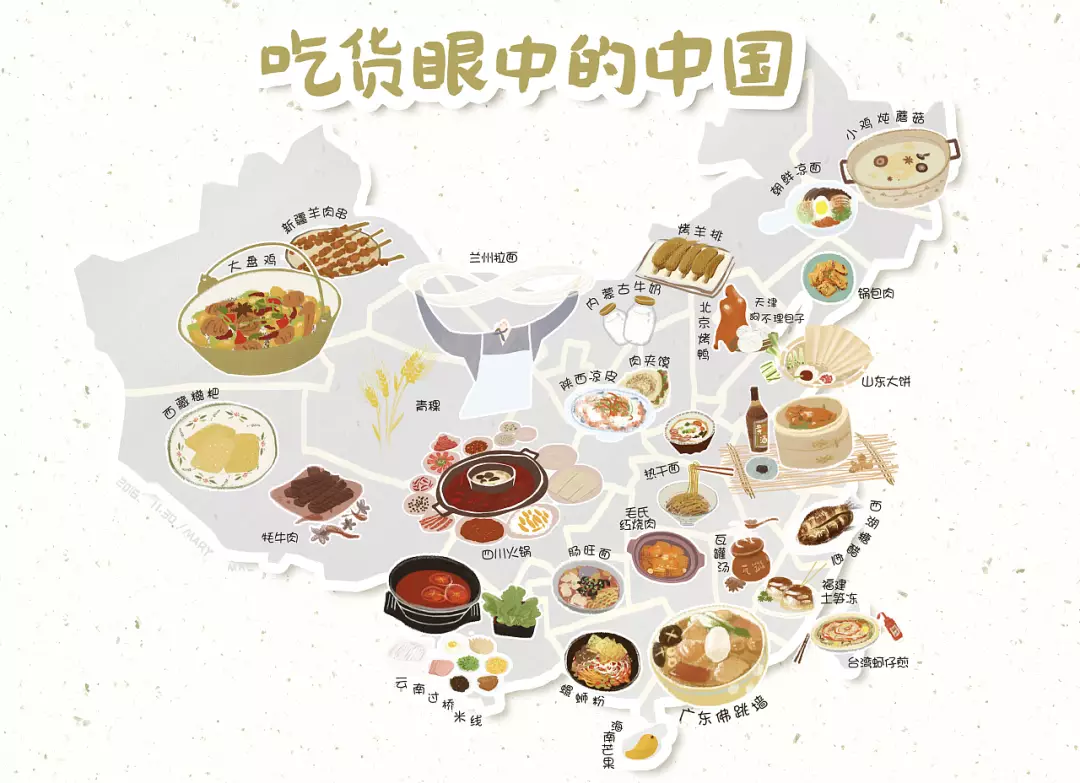 吃货眼中的中国
小鸡炖蘑菇
朝鲜凉面
新疆羊肉串
烤羊排
大盘鸡
兰州拉面
内蒙古牛奶
锅包肉
北京烤鸭
天津
狗不理包子
肉夹馍
陕西凉皮
山东大饼
西藏糌粑
青稞
热干面
牦牛肉
毛氏
红烧肉
瓦罐汤
西湖醋鱼
四川火锅
肠旺面
福建
土笋冻
台湾蚵仔煎
云南过桥米线
螺蛳粉
广东佛跳墙
海南芒果